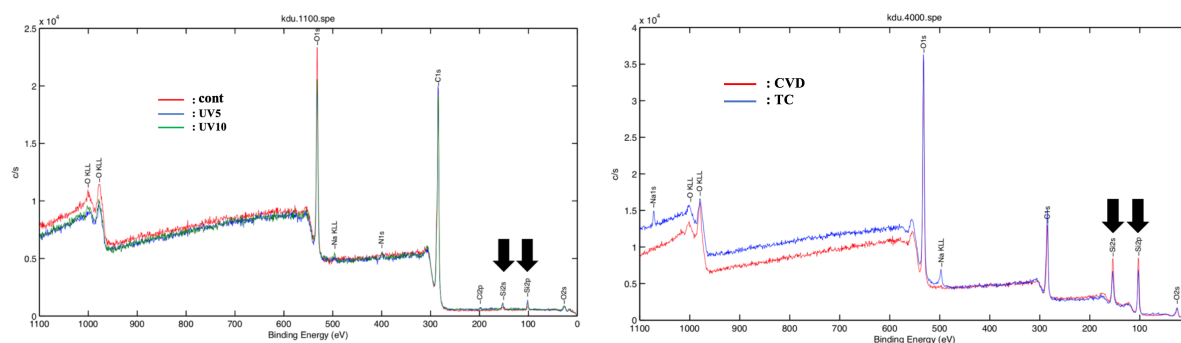 kdu.1100.spe
x 10⁴
2.5
2
1.5
1
0.5
0
c/s
: cont
: UV5
: UV10
-O KLL
-O KLL
-O1s
-Na KLL
-N1s
C1s
-Cl2p
-Si2s
-Si2p
-O2s
1100 1000 900 800 700 600 500 400 300 200 100 0
Binding Energy (eV)
kdu.4000.spe
x 10⁴
4
3.5
3
2.5
2
1.5
1
0.5
0
c/s
: CVD
: TC
-Na1s
-O KLL
-O KLL
-O1s
-Na KLL
C1s
-Si2s
-Si2p
-O2s
1100 1000 900 800 700 600 500 400 300 200 100
Binding Energy (eV)